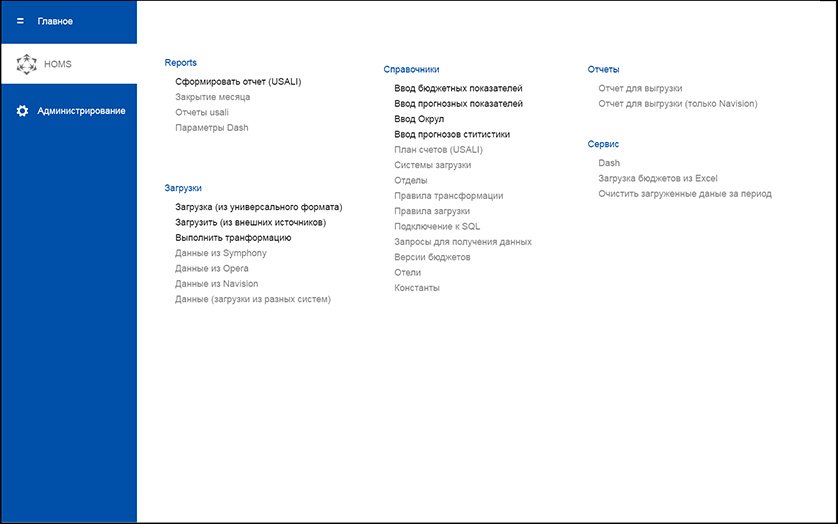 Главное
HOMS
Администрирование
Reports
Сформировать отчет (USALI)
Закрытие месяца
Отчеты usali
Параметры Dash
Загрузки
Загрузка (из универсального формата)
Загрузить (из внешних источников)
Выполнить транформацию
Данные из Symphony
Данные из Opera
Данные из Navision
Данные (загрузки из разных систем)
Справочники
Ввод бюджетных показателей
Ввод прогнозных показателей
Ввод Окрул
Ввод прогнозов ститистики
План счетов (USALI)
Системы загрузки
Отделы
Правила трансформации
Правила загрузки
Подключение к SQL
Запросы для получения данных
Версии бюджетов
Отели
Константы
Отчеты
Отчет для выгрузки
Отчет для выгрузки (только Navision)
Сервис
Dash
Загрузка бюджетов из Excel
Очистить загруженные даные за период